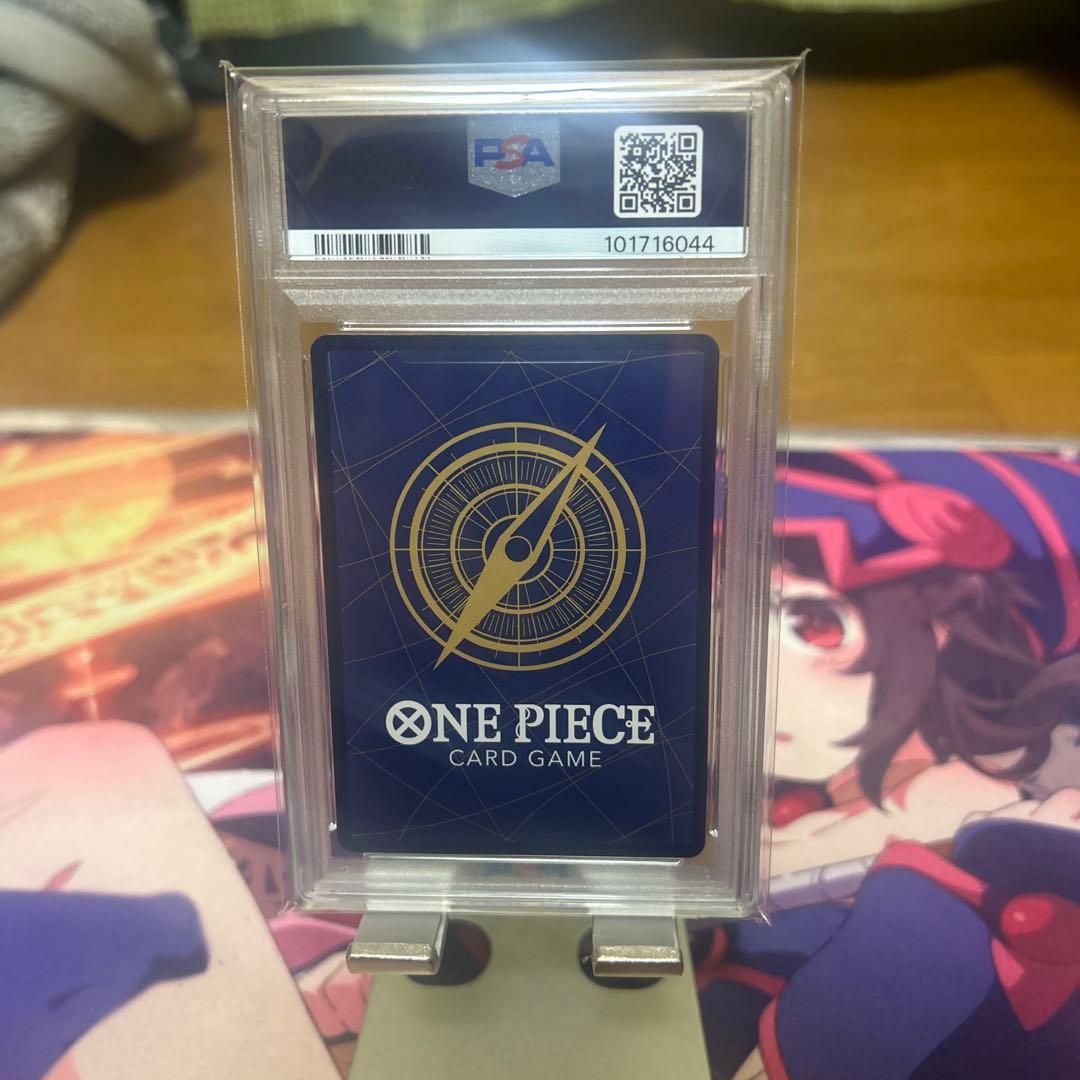 PSA
101716044
ONE PIECE
CARD GAME